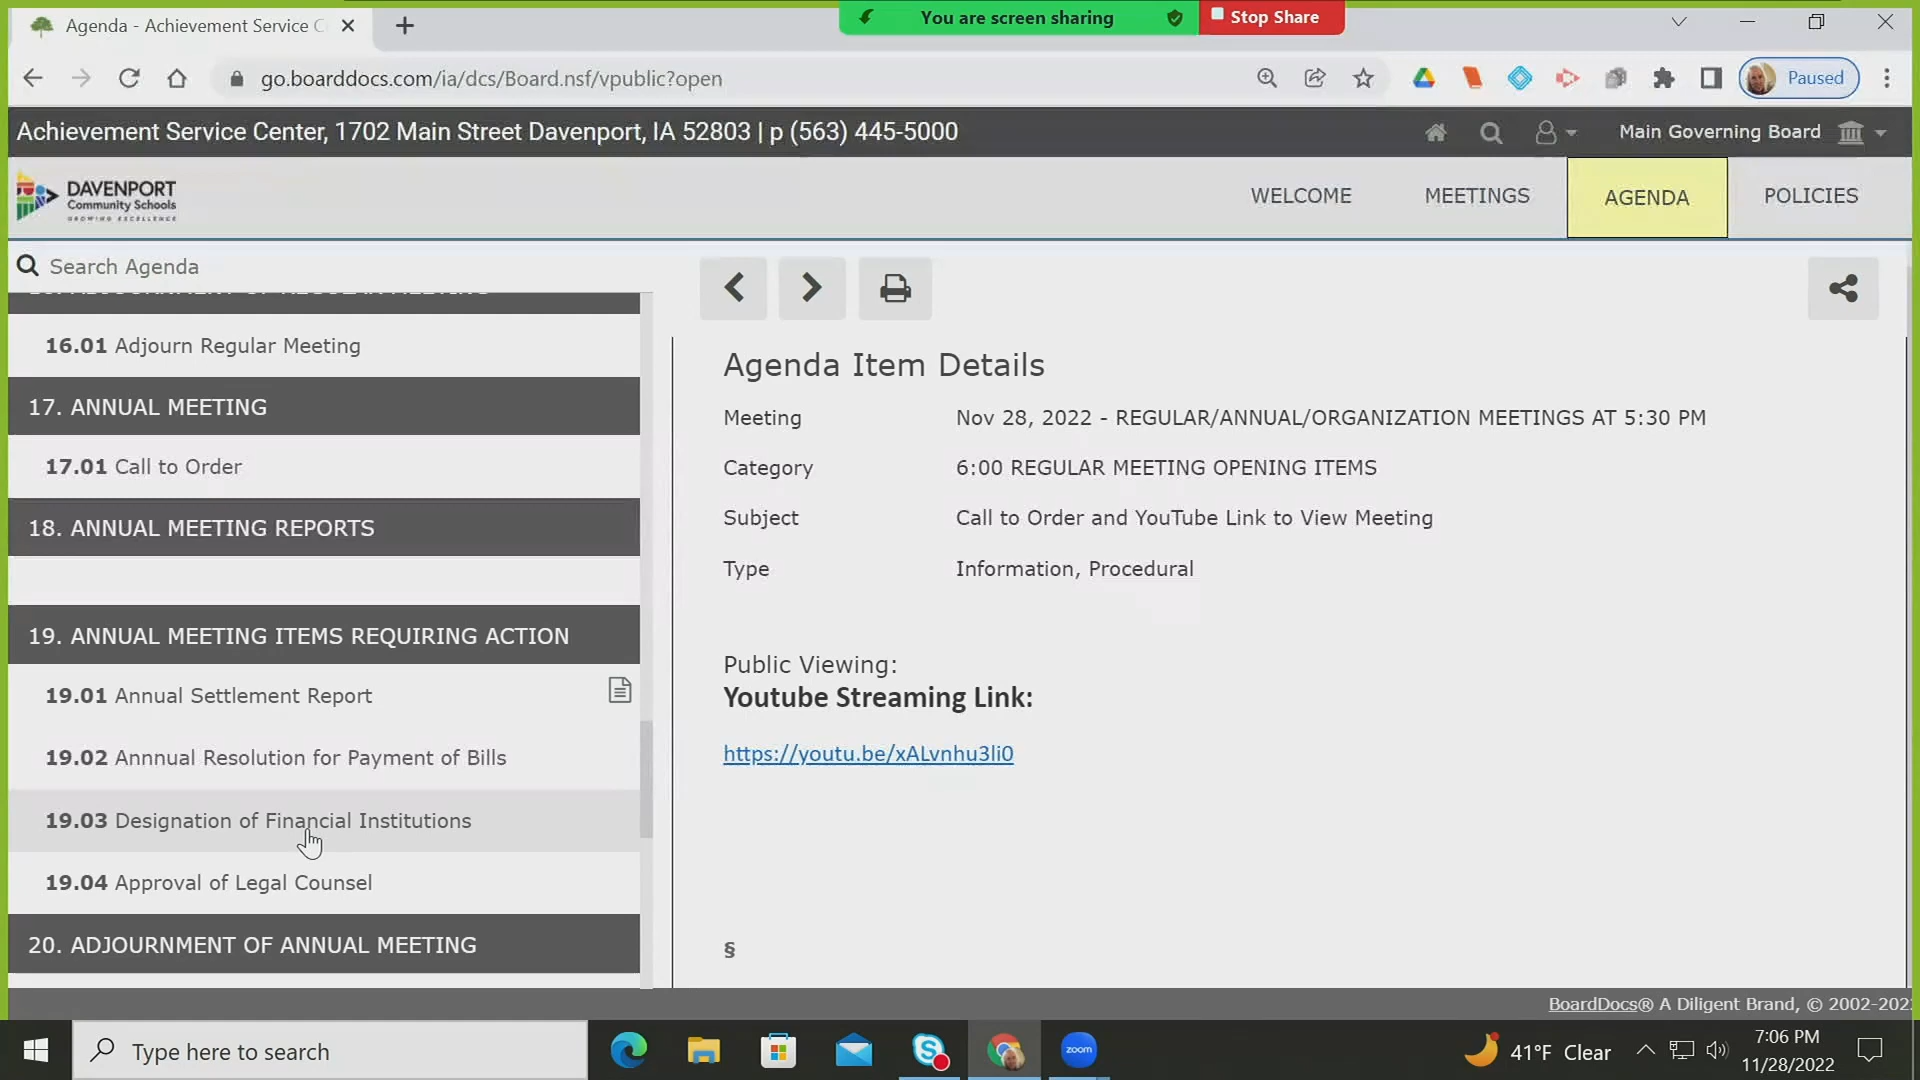 Agenda - Achievement Service C
You are screen sharing
Stop Share
go.boarddocs.com/ia/dcs/Board.nsf/vpublic?open
Paused
Achievement Service Center, 1702 Main Street Davenport, IA 52803 | p (563) 445-5000
Main Governing Board
DAVENPORT
Community Schools
GROWING EXCELLENCE
WELCOME
MEETINGS
AGENDA
POLICIES
Search Agenda
16.01 Adjourn Regular Meeting
17. ANNUAL MEETING
17.01 Call to Order
18. ANNUAL MEETING REPORTS
19. ANNUAL MEETING ITEMS REQUIRING ACTION
19.01 Annual Settlement Report
19.02 Annnual Resolution for Payment of Bills
19.03 Designation of Financial Institutions
19.04 Approval of Legal Counsel
20. ADJOURNMENT OF ANNUAL MEETING
Agenda Item Details
Meeting Nov 28, 2022 - REGULAR/ANNUAL/ORGANIZATION MEETINGS AT 5:30 PM
Category 6:00 REGULAR MEETING OPENING ITEMS
Subject Call to Order and YouTube Link to View Meeting
Type Information, Procedural
Public Viewing:
Youtube Streaming Link:
https://youtu.be/xALvnhu3li0
§
BoardDocs® A Diligent Brand, © 2002-202
Type here to search
zoom
41°F Clear
7:06 PM
11/28/2022